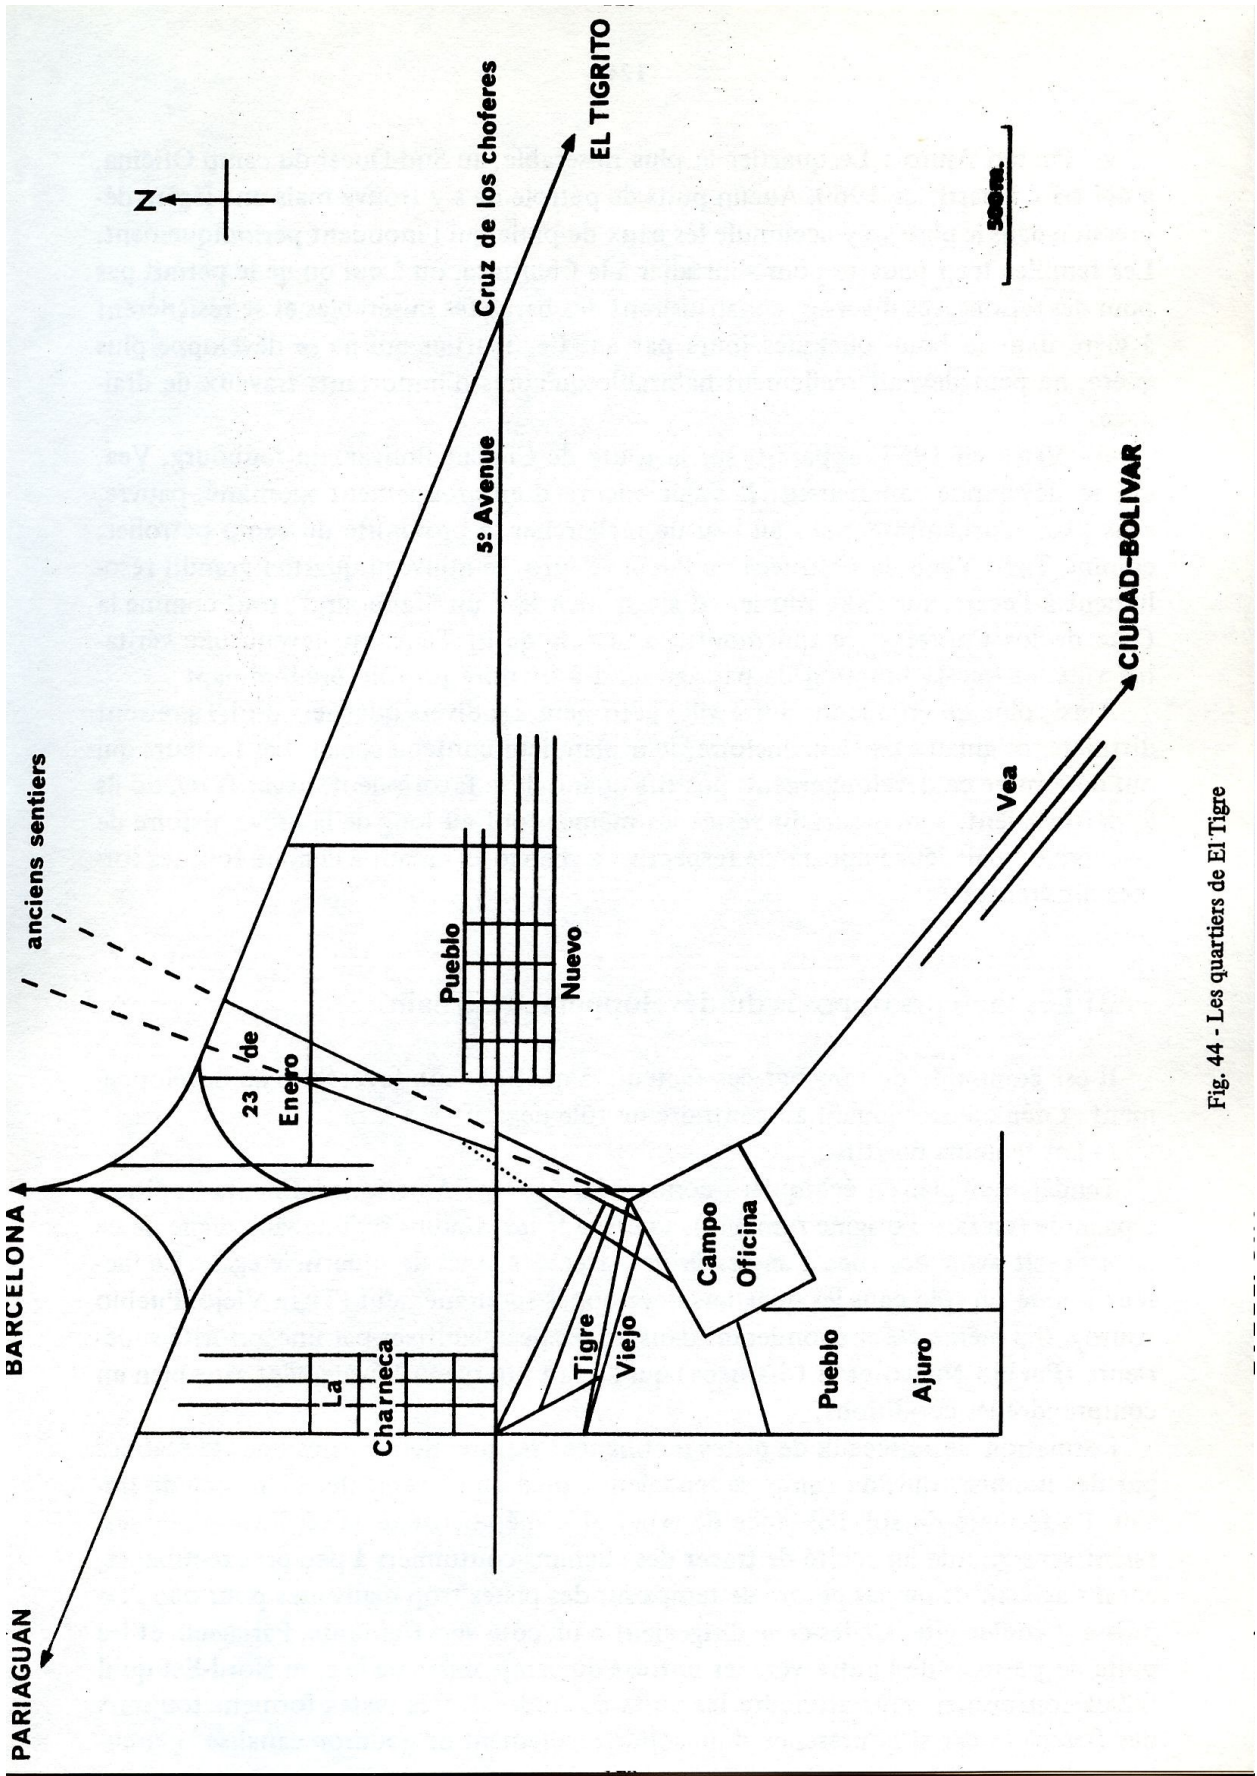 BARCELONA
PARIAGUAN
anciens sentiers
N
23 de
Enero
La
Charneca
Pueblo
Nuevo
5º Avenue
Cruz de los choferes
EL TIGRITO
Tigre
Viejo
Campo
Oficina
Pueblo
Ajuro
Vea
CIUDAD-BOLIVAR
500m.
Fig. 44 - Les quartiers de El Tigre